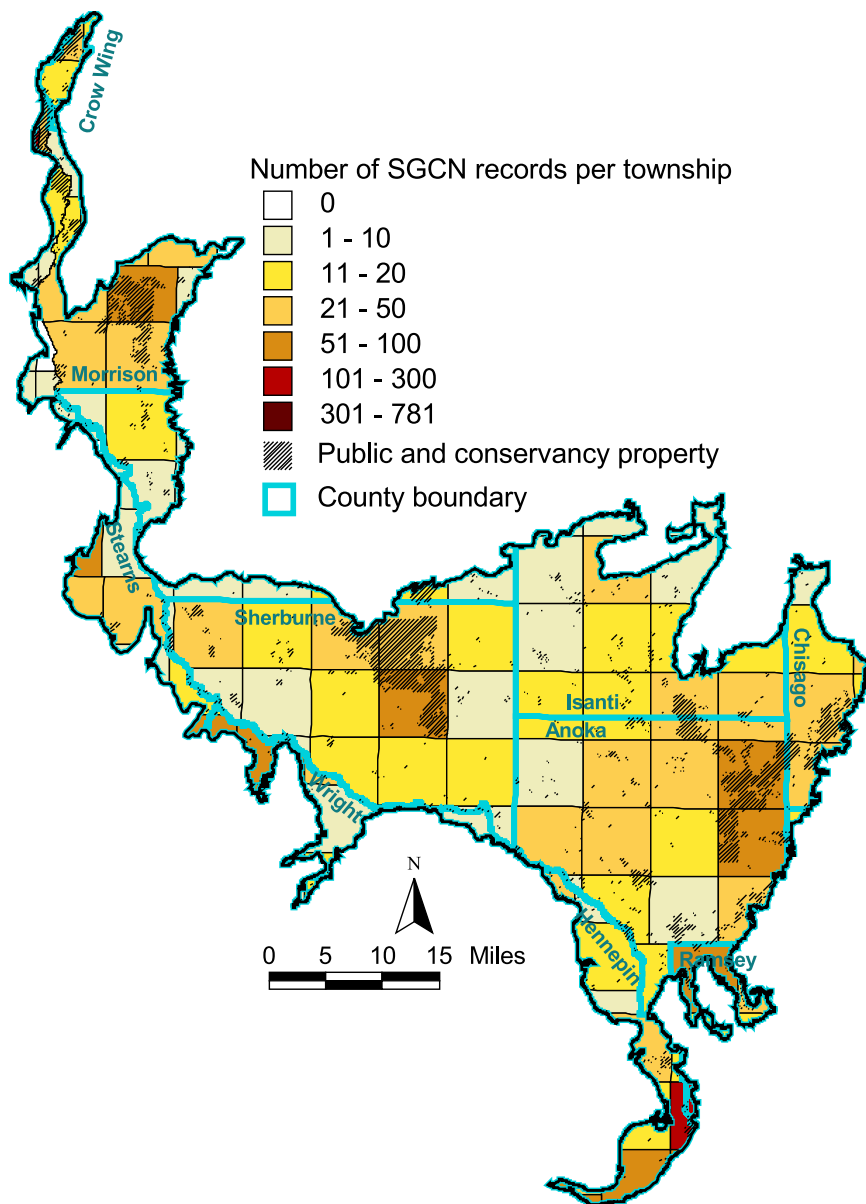 Crow Wing
Number of SGCN records per township
0
1 - 10
11 - 20
21 - 50
51 - 100
101 - 300
301 - 781
Public and conservancy property
County boundary
Morrison
Stearns
Sherburne
Chisago
Isanti
Anoka
Wright
N
Hennepin
0 5 10 15 Miles
Ramsey